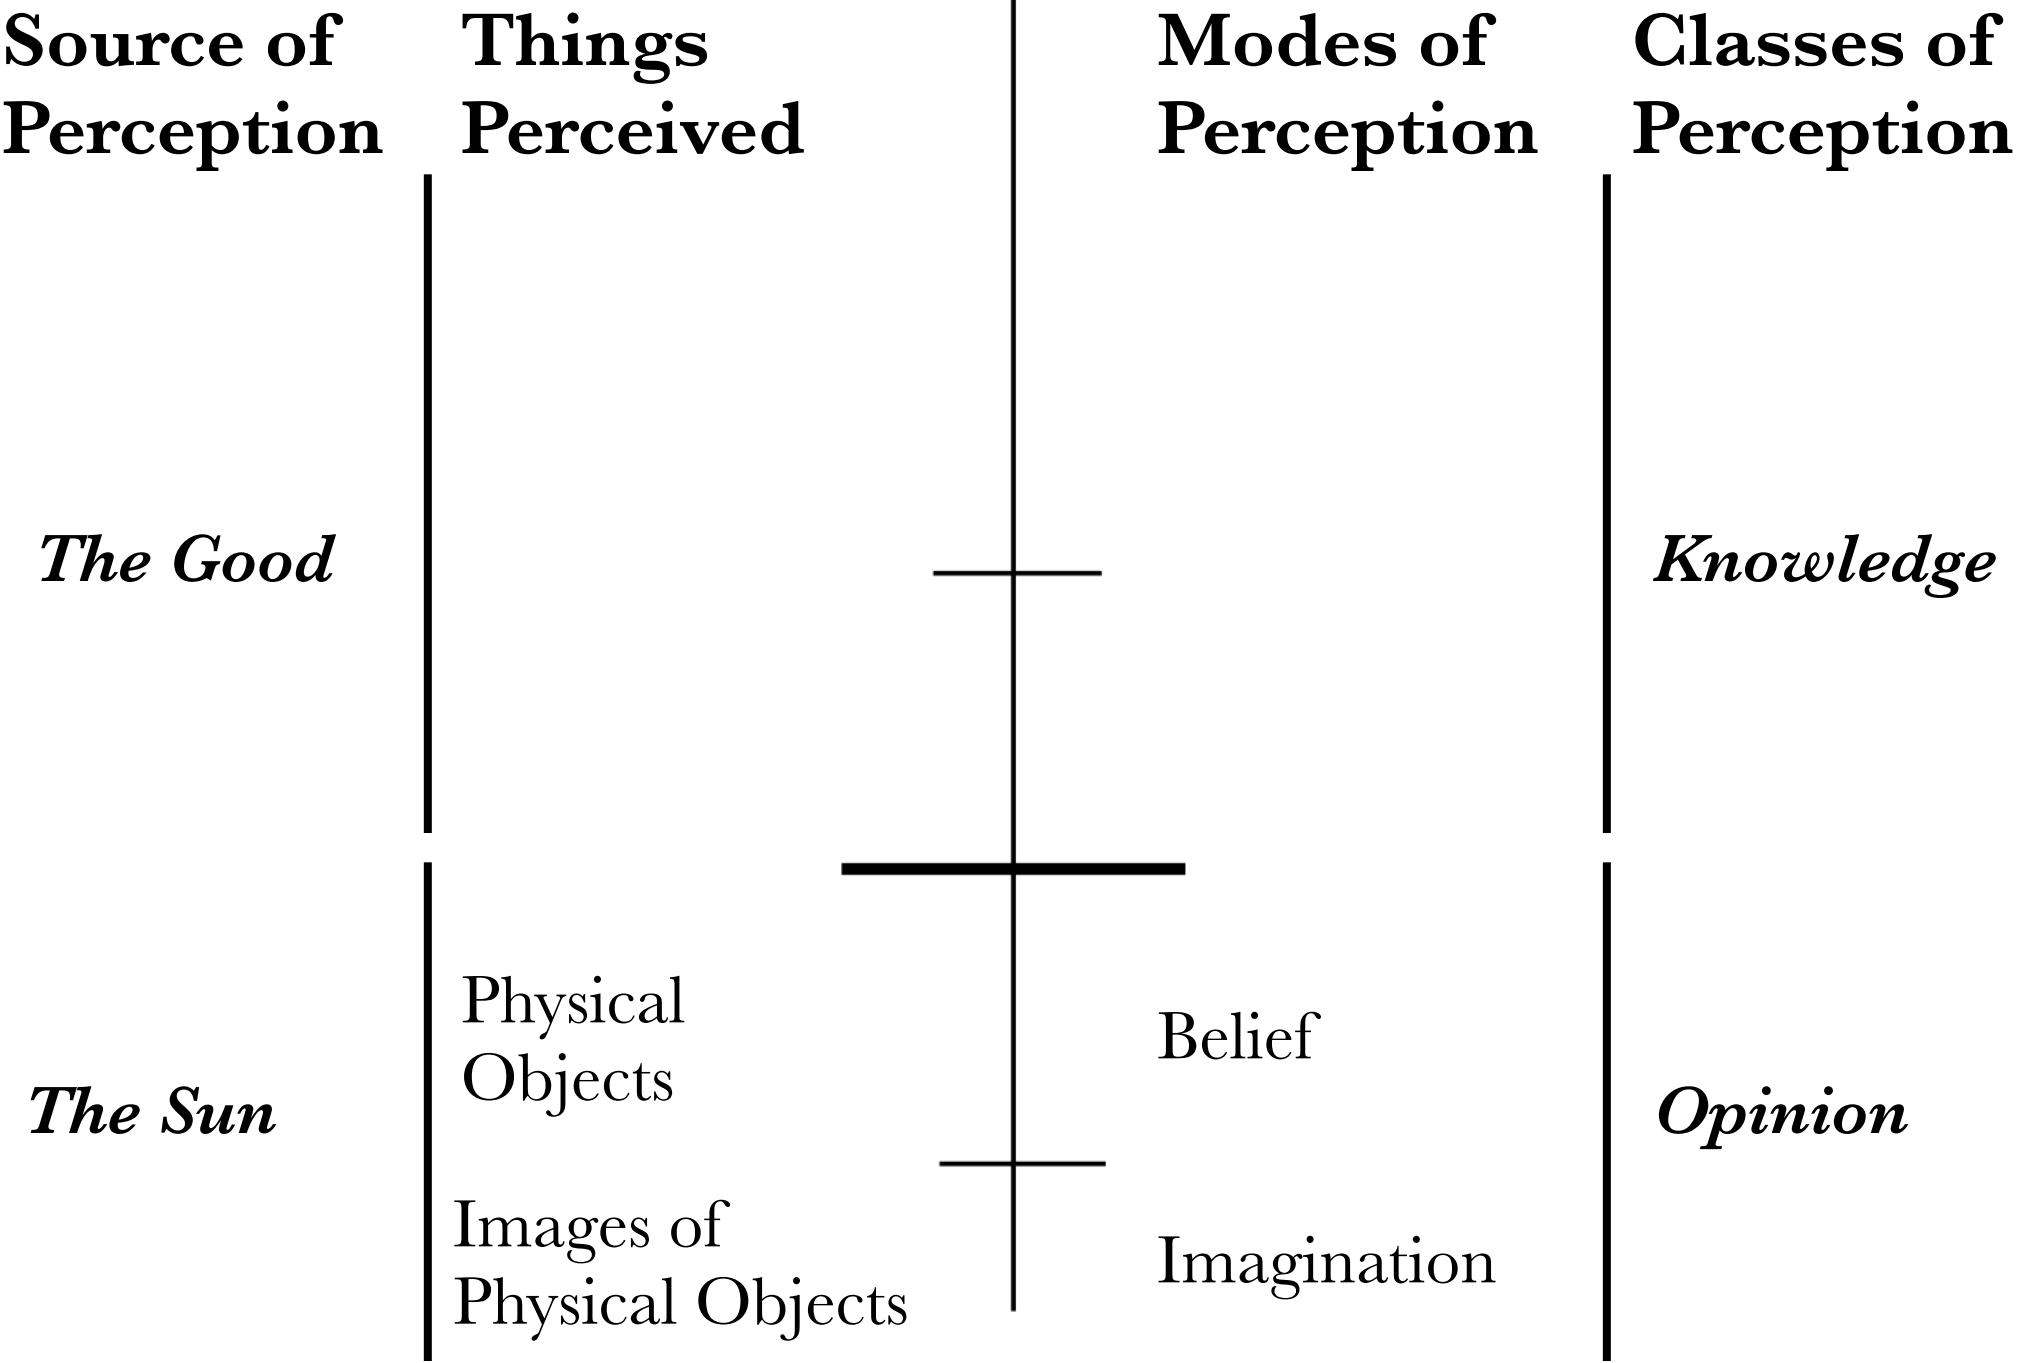 Source of
Perception
Things
Perceived
Modes of
Perception
Classes of
Perception
The Good
Knowledge
Physical
Objects
Belief
The Sun
Opinion
Images of
Physical Objects
Imagination